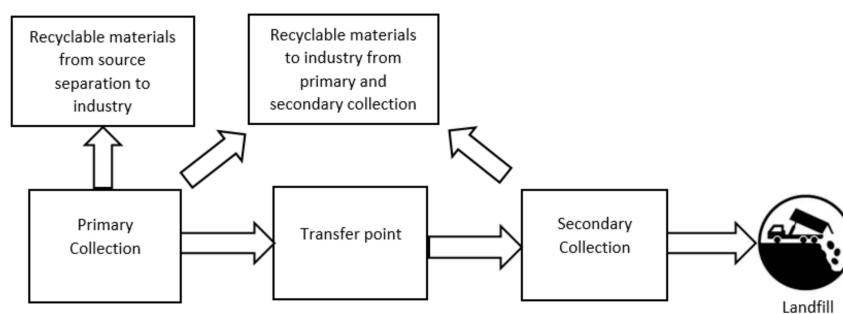 Recyclable materials
from source
separation to
industry
Recyclable materials
to industry from
primary and
secondary collection
Primary
Collection
Transfer point
Secondary
Collection
Landfill